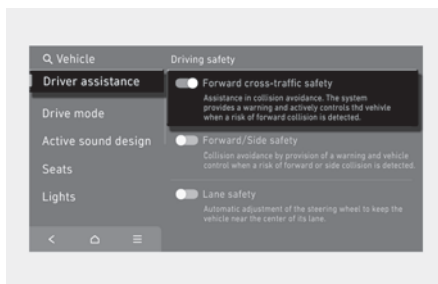 Vehicle
Driving safety
Driver assistance
Drive mode
Active sound design
Seats
Lights
Forward cross-traffic safety
Assistance in collision avoidance. The system
provides a warning and actively controls thd vehivle
when a risk of forward collision is detected.
Forward/Side safety
Collision avoidance by provision of a warning and vehicle
control when a risk of forward or side collision is detected.
Lane safety
Automatic adjustment of the steering wheel to keep the
vehicle near the center of its lane.